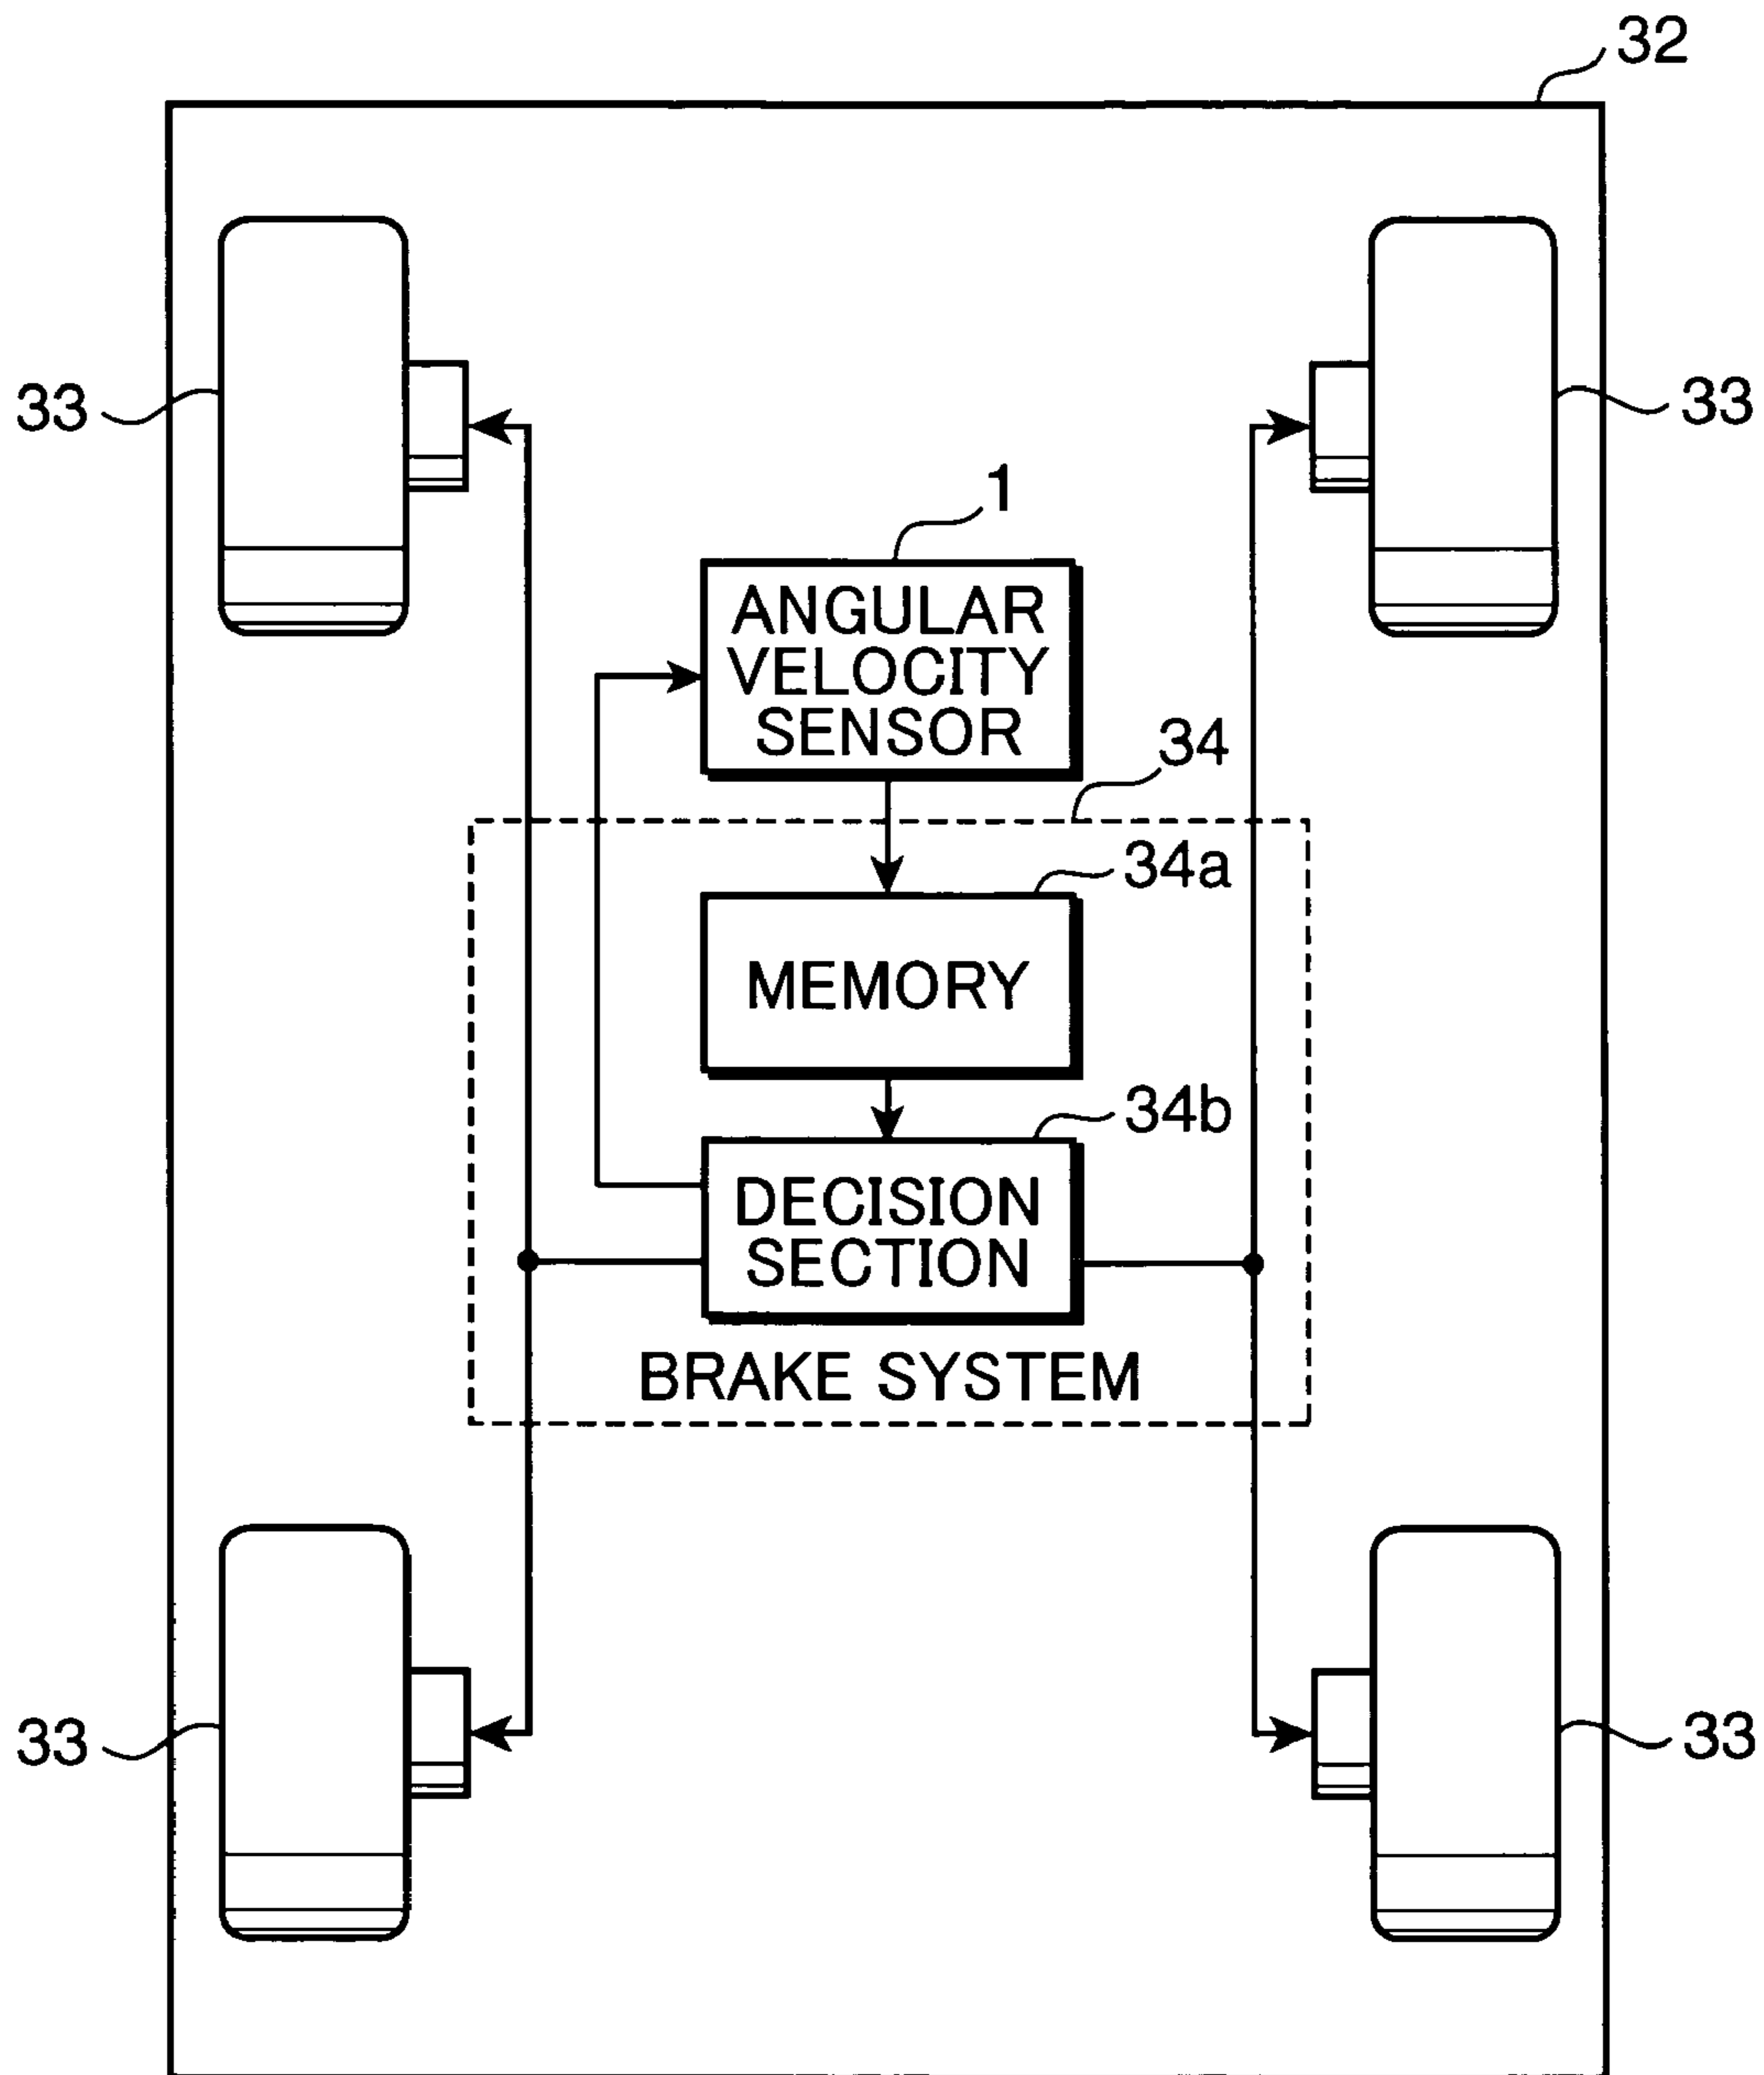 32
33
33
1
ANGULAR
VELOCITY
SENSOR
34
34a
MEMORY
34b
DECISION
SECTION
BRAKE SYSTEM
33
33